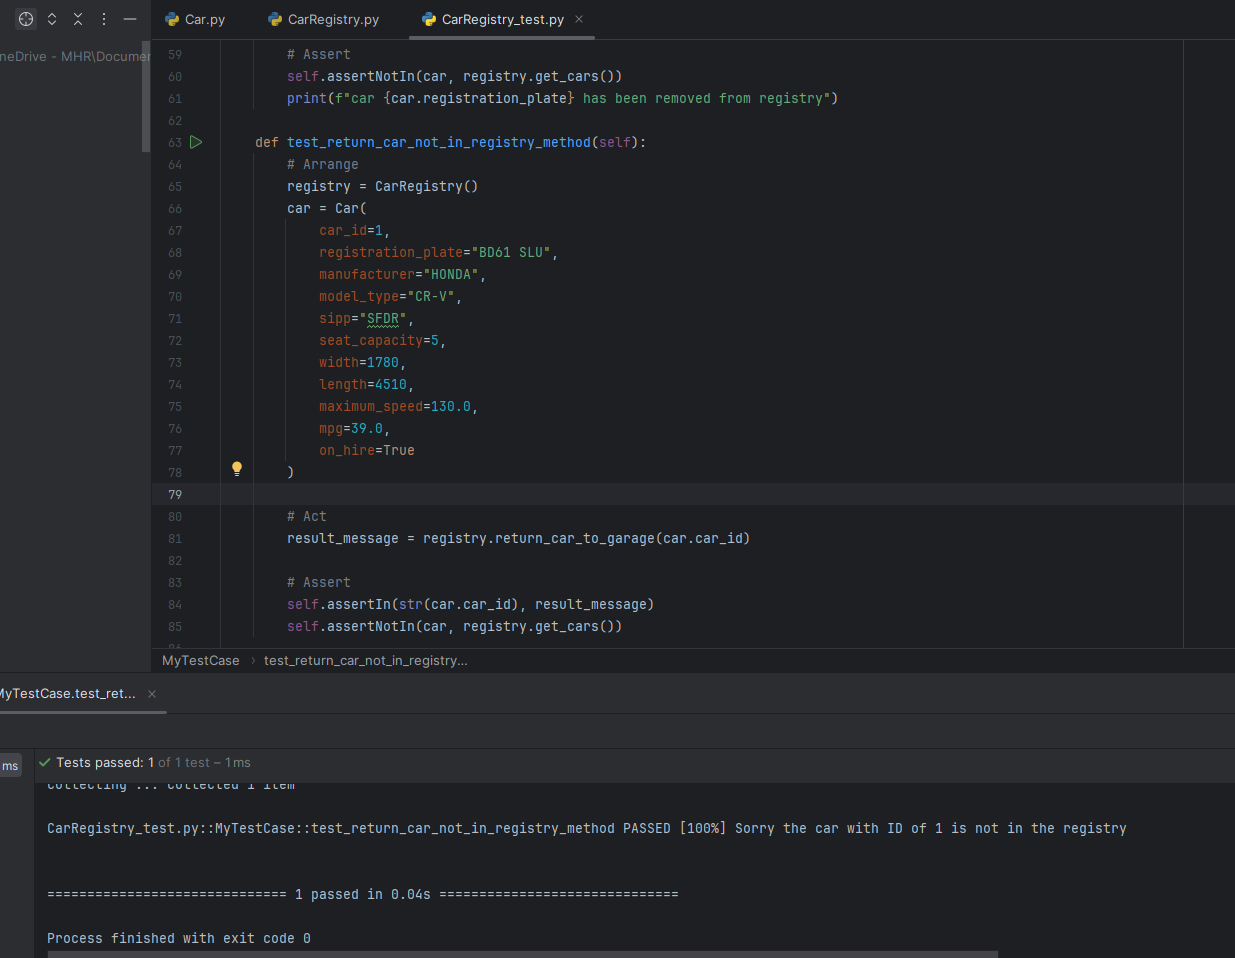 Car.py CarRegistry.py CarRegistry_test.py
neDrive - MHR\Documer
59 # Assert
60 self.assertNotIn(car, registry.get_cars())
61 print(f"car {car.registration_plate} has been removed from registry")
62
63 def test_return_car_not_in_registry_method(self):
64 # Arrange
65 registry = CarRegistry()
66 car = Car(
67 car_id=1,
68 registration_plate="BD61 SLU",
69 manufacturer="HONDA",
70 model_type="CR-V",
71 sipp="SFDR",
72 seat_capacity=5,
73 width=1780,
74 length=4510,
75 maximum_speed=130.0,
76 mpg=39.0,
77 on_hire=True
78 )
79
80 # Act
81 result_message = registry.return_car_to_garage(car.car_id)
82
83 # Assert
84 self.assertIn(str(car.car_id), result_message)
85 self.assertNotIn(car, registry.get_cars())
86
MyTestCase › test_return_car_not_in_registry...
MyTestCase.test_ret...
ms
Tests passed: 1 of 1 test – 1 ms
collecting ... collected 1 item
CarRegistry_test.py::MyTestCase::test_return_car_not_in_registry_method PASSED [100%] Sorry the car with ID of 1 is not in the registry
============================== 1 passed in 0.04s ==============================
Process finished with exit code 0